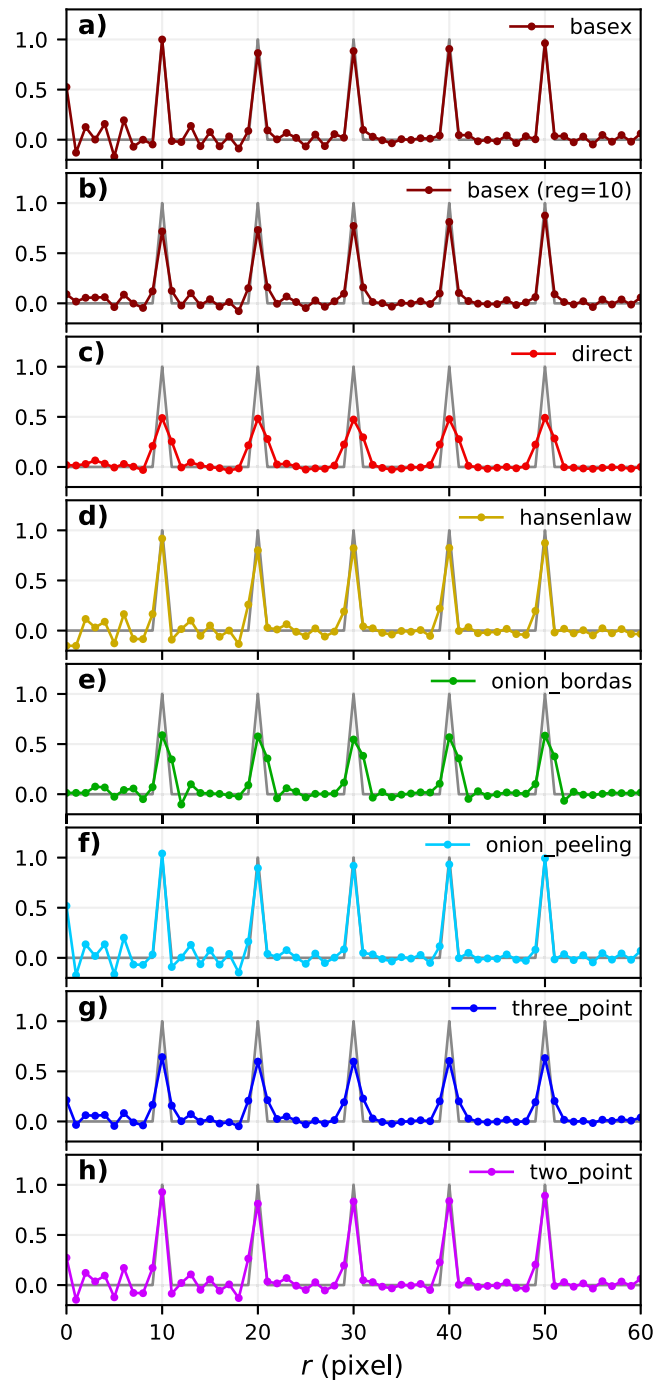 a)
basex
1.0
0.5
0.0
b)
basex (reg=10)
1.0
0.5
0.0
c)
direct
1.0
0.5
0.0
d)
hansenlaw
1.0
0.5
0.0
e)
onion_bordas
1.0
0.5
0.0
f)
onion_peeling
1.0
0.5
0.0
g)
three_point
1.0
0.5
0.0
h)
two_point
1.0
0.5
0.0
0 10 20 30 40 50 60
r (pixel)